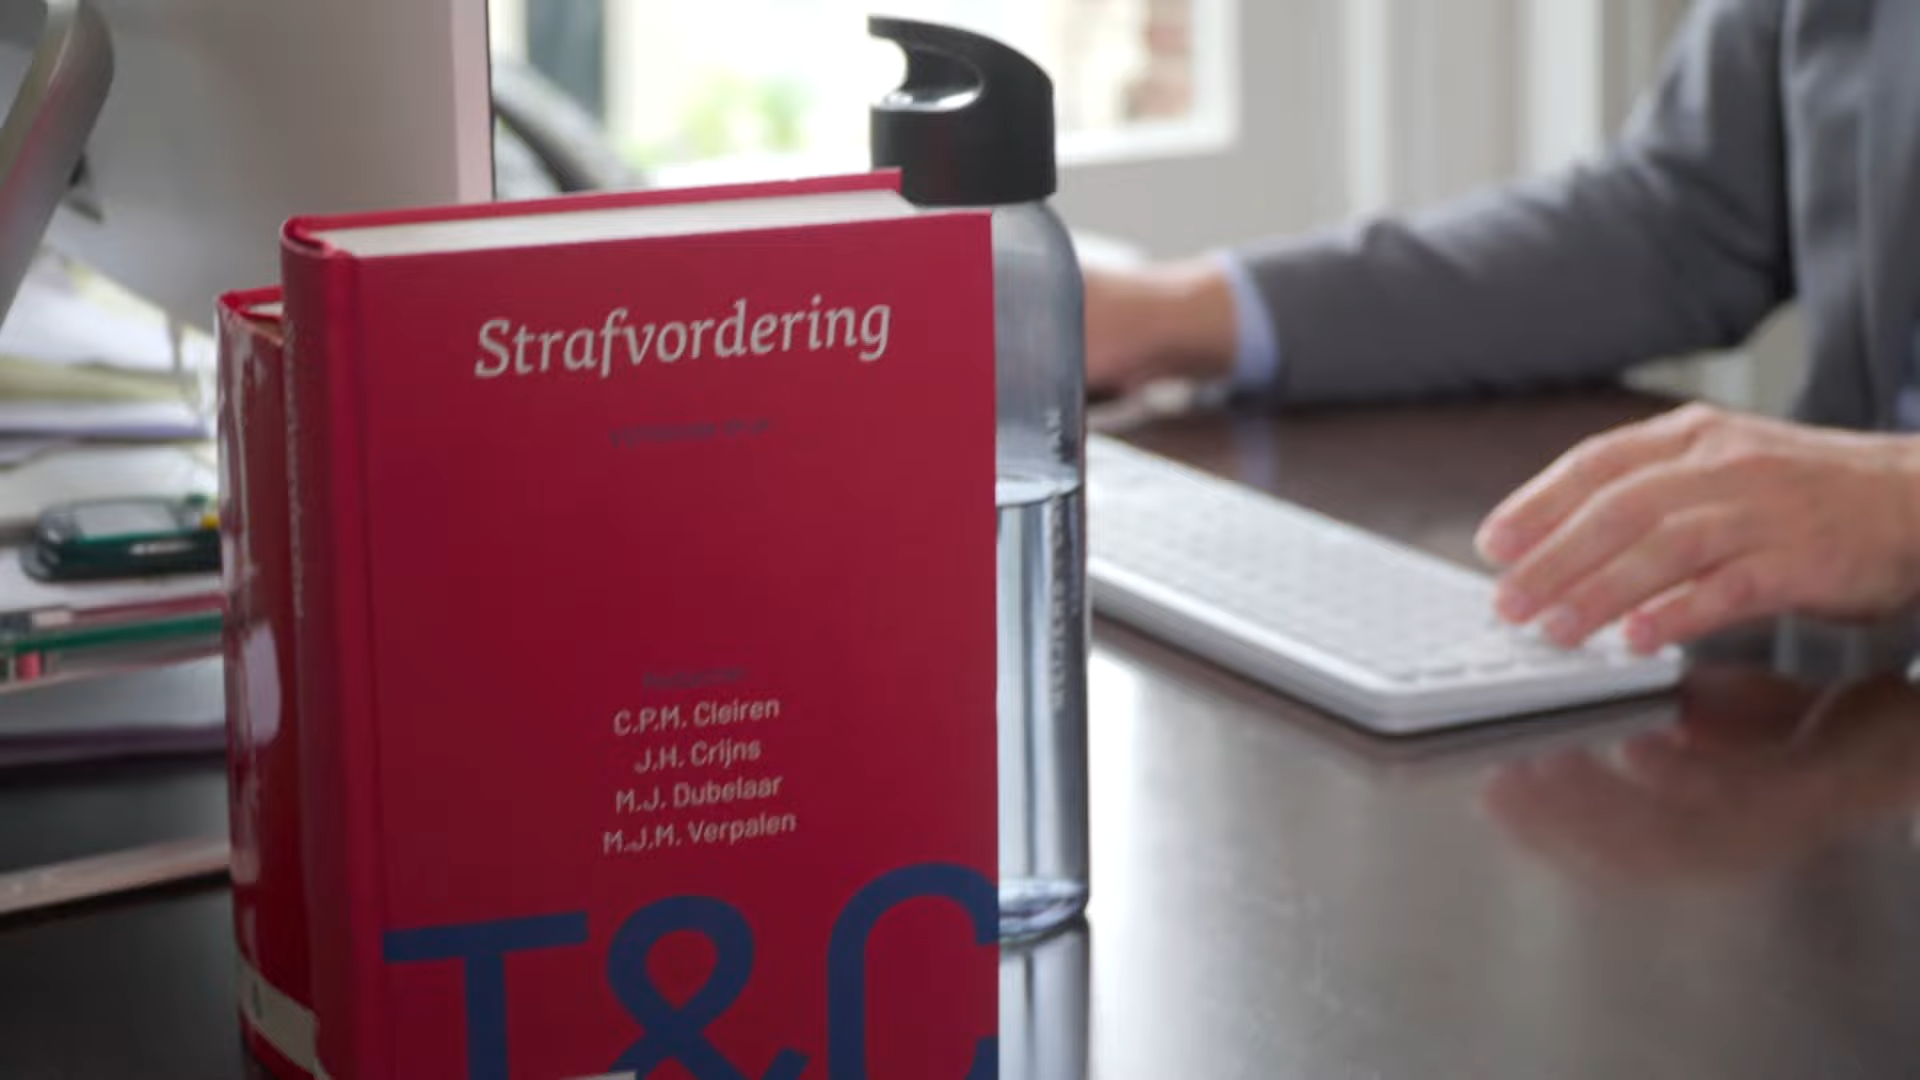 Strafvordering
C.P.M. Cleiren
J.H. Crijns
M.J. Dubelaar
M.J.M. Verpalen
T&C